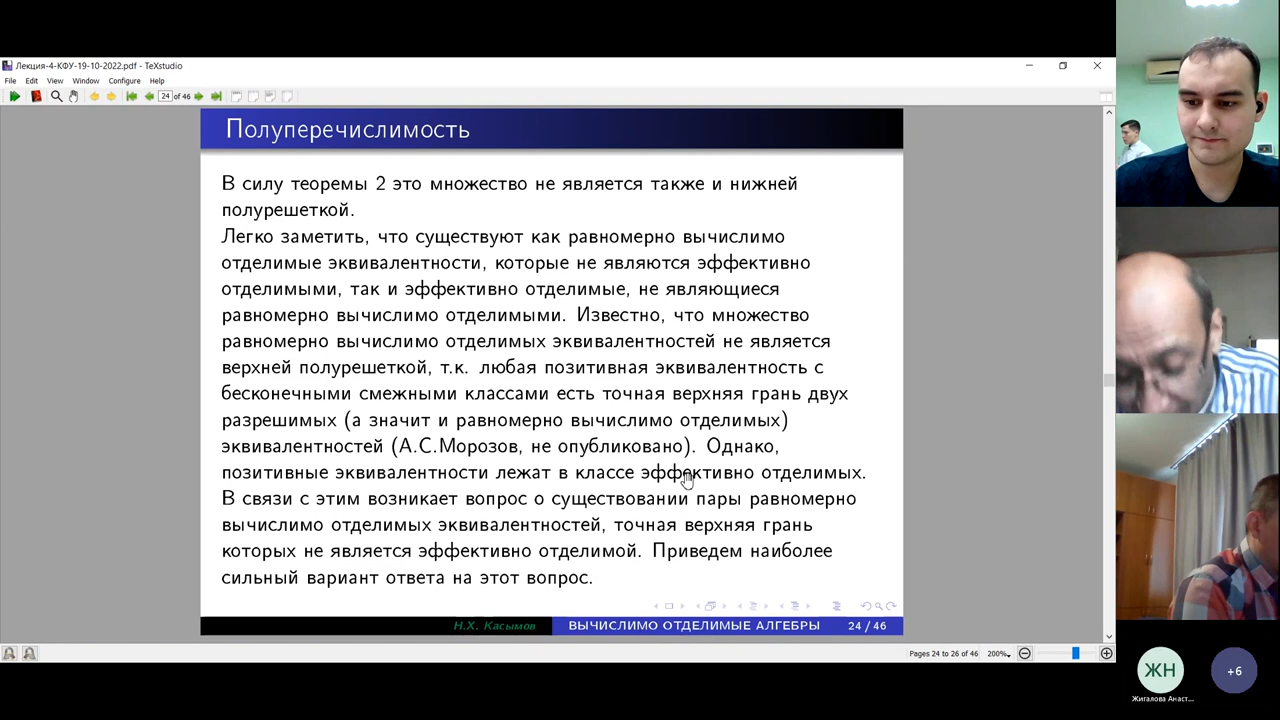 Лекция-4-КФУ-19-10-2022.pdf - TeXstudio
File Edit View Window Configure Help
24 of 46
Полуперечислимость
В силу теоремы 2 это множество не является также и нижней
полурешеткой.
Легко заметить, что существуют как равномерно вычислимо
отделимые эквивалентности, которые не являются эффективно
отделимыми, так и эффективно отделимые, не являющиеся
равномерно вычислимо отделимыми. Известно, что множество
равномерно вычислимо отделимых эквивалентностей не является
верхней полурешеткой, т.к. любая позитивная эквивалентность с
бесконечными смежными классами есть точная верхняя грань двух
разрешимых (а значит и равномерно вычислимо отделимых)
эквивалентностей (А.С.Морозов, не опубликовано). Однако,
позитивные эквивалентности лежат в классе эффективно отделимых.
В связи с этим возникает вопрос о существовании пары равномерно
вычислимо отделимых эквивалентностей, точная верхняя грань
которых не является эффективно отделимой. Приведем наиболее
сильный вариант ответа на этот вопрос.
Н.Х. Касымов ВЫЧИСЛИМО ОТДЕЛИМЫЕ АЛГЕБРЫ 24 / 46
Pages 24 to 26 of 46 200%
ЖН
Жигалова Анаст...
+6